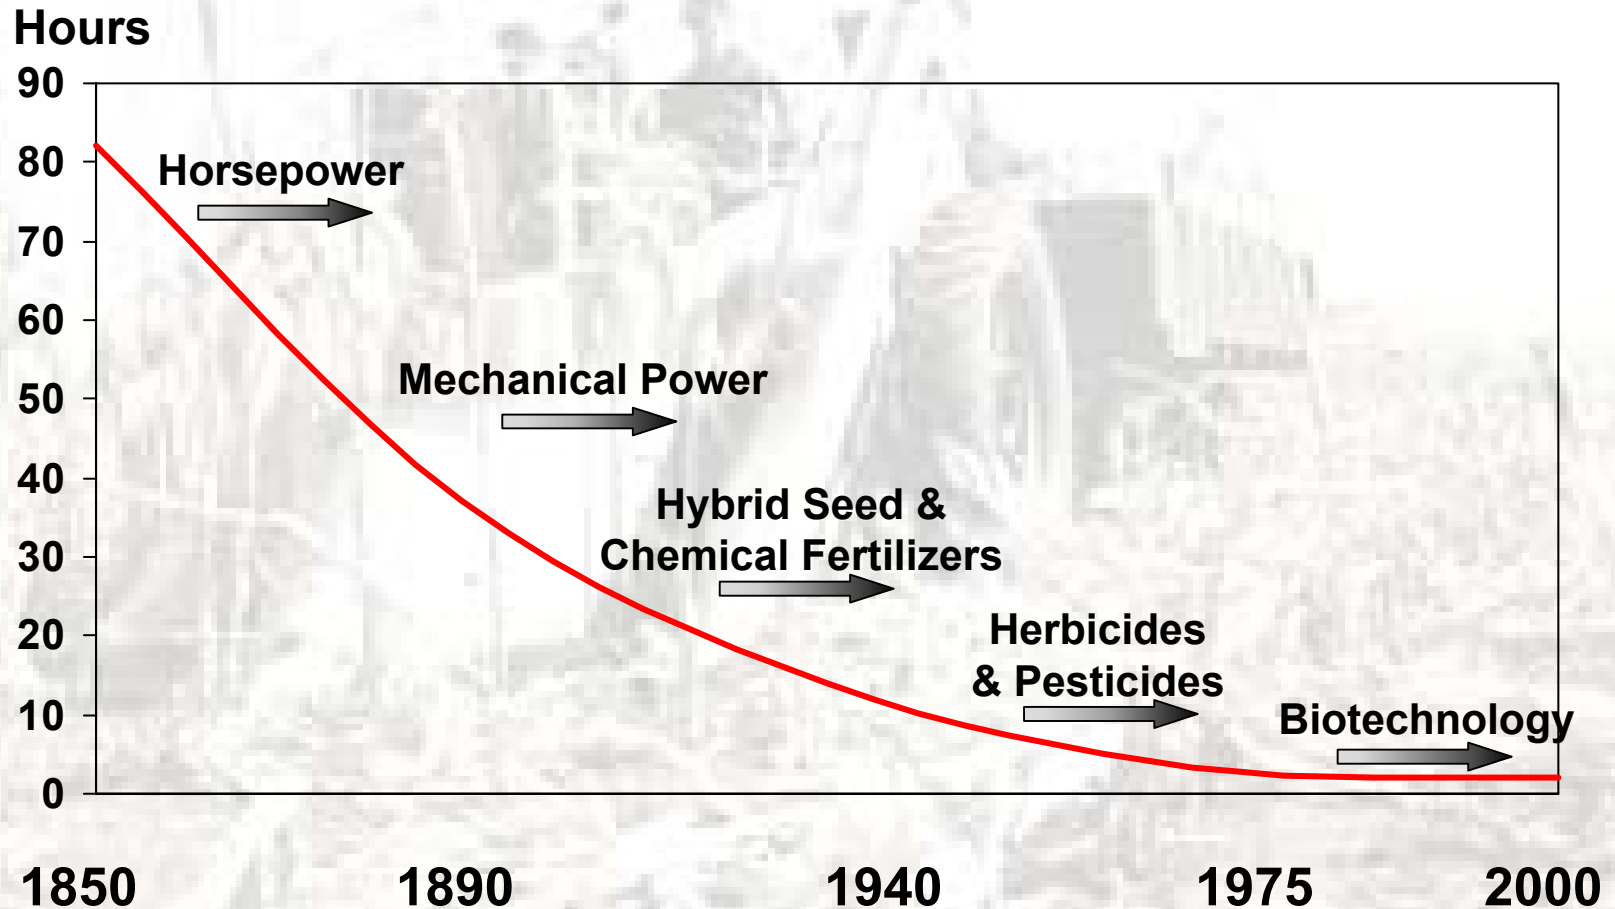 Hours
90
80
Horsepower
70
60
50
Mechanical Power
40
Hybrid Seed &
Chemical Fertilizers
30
20
Herbicides
& Pesticides
10
Biotechnology
0
1850 1890 1940 1975 2000